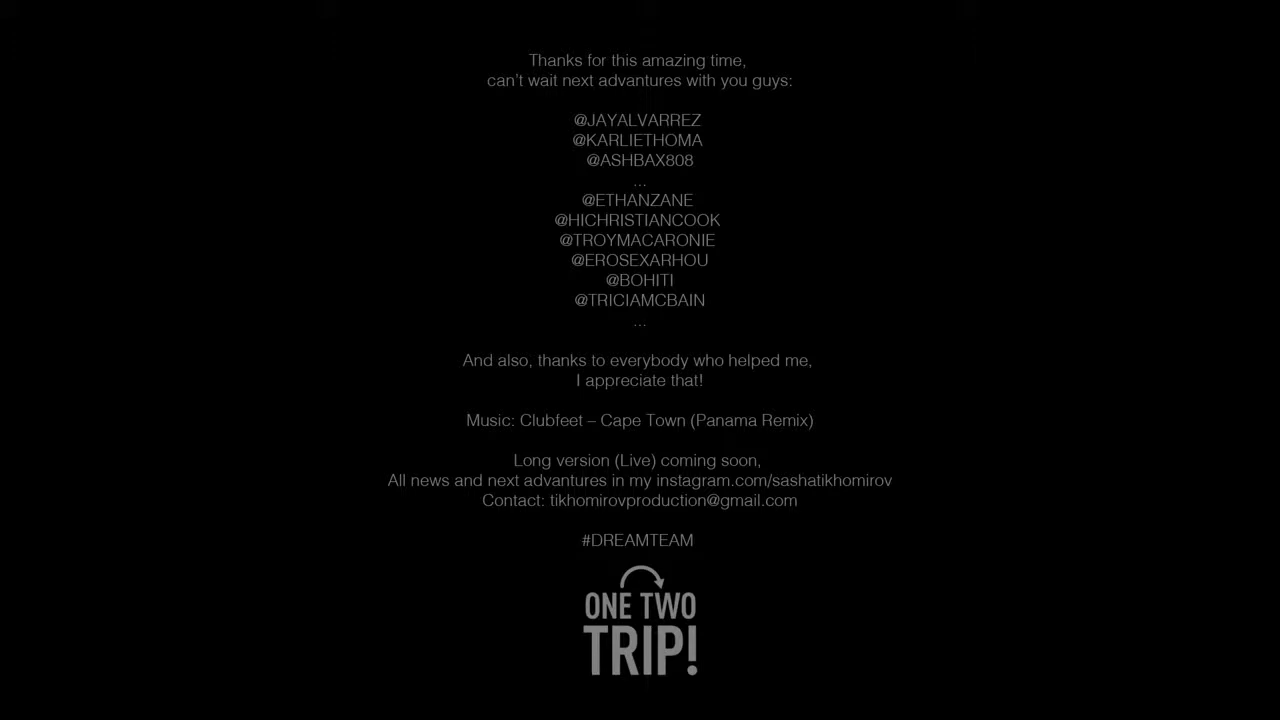 Thanks for this amazing time,
can't wait next advantures with you guys:
@JAYALVARREZ
@KARLIETHOMA
@ASHBAX808
...
@ETHANZANE
@HICHRISTIANCOOK
@TROYMACARONIE
@EROSEXARHOU
@BOHITI
@TRICIAMCBAIN
...
And also, thanks to everybody who helped me,
I appreciate that!
Music: Clubfeet – Cape Town (Panama Remix)
Long version (Live) coming soon,
All news and next advantures in my instagram.com/sashatikhomirov
Contact: tikhomirovproduction@gmail.com
#DREAMTEAM
ONE TWO
TRIP!